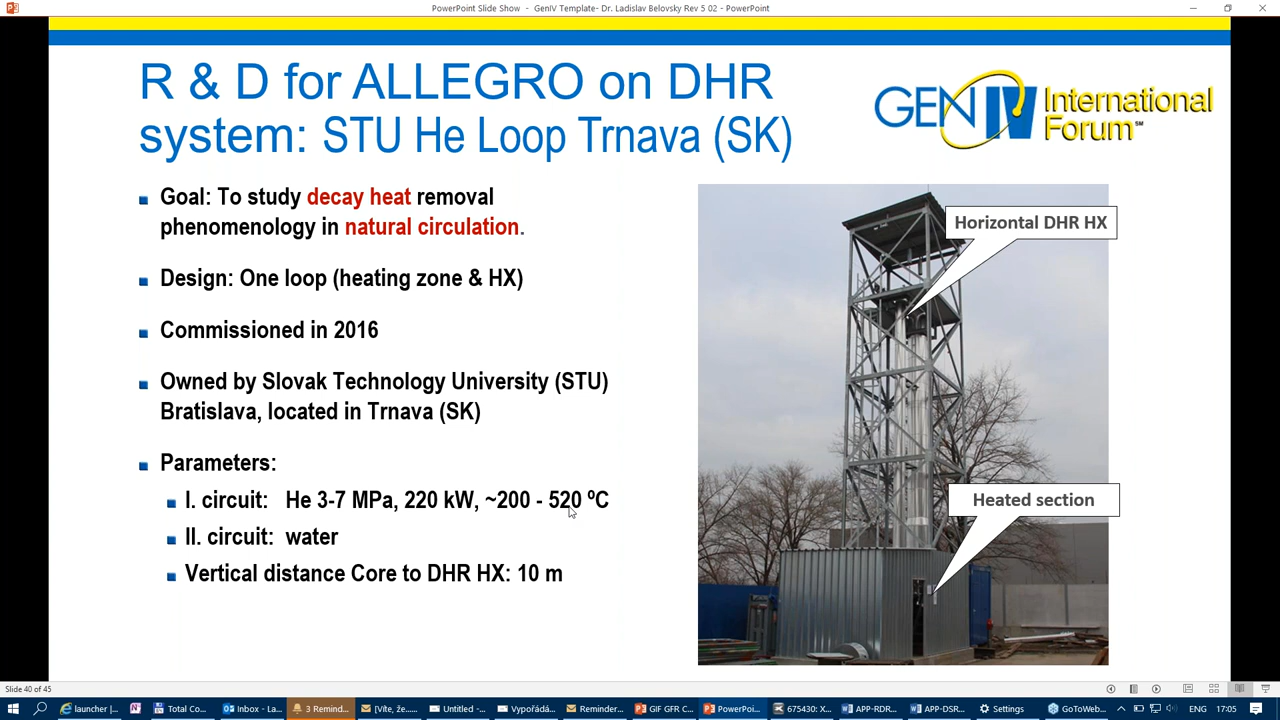 PowerPoint Slide Show - GenIV Template- Dr. Ladislav Belovsky Rev 5 02 - PowerPoint
R & D for ALLEGRO on DHR
system: STU He Loop Trnava (SK)
GEN IV International
Forum℠
Goal: To study decay heat removal
phenomenology in natural circulation.
Design: One loop (heating zone & HX)
Commissioned in 2016
Owned by Slovak Technology University (STU)
Bratislava, located in Trnava (SK)
Parameters:
I. circuit: He 3-7 MPa, 220 kW, ~200 - 520 ºC
II. circuit: water
Vertical distance Core to DHR HX: 10 m
Horizontal DHR HX
Heated section
Slide 40 of 45
launcher |
Total Co...
Inbox - La...
3 Remind...
[Víte, že...
Untitled -...
Vypořádá...
Reminder...
GIF GFR C...
PowerPoi...
675430: X...
APP-RDR...
APP-DSR...
Settings
GoToWeb...
ENG
17:05